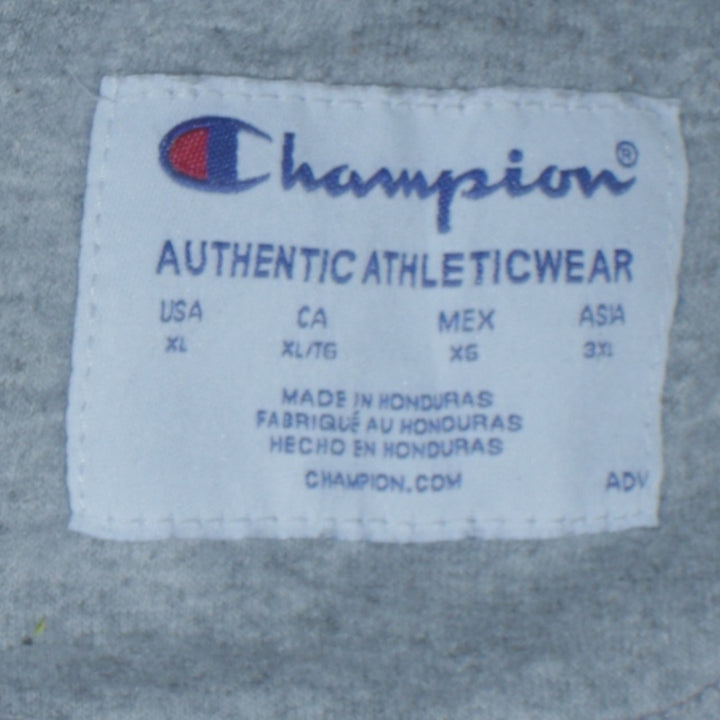 Champion®
AUTHENTIC ATHLETICWEAR
USA CA MEX ASIA
XL XL/TG XG 3XL
MADE IN HONDURAS
FABRIQUÉ AU HONDURAS
HECHO EN HONDURAS
CHAMPION.COM ADV